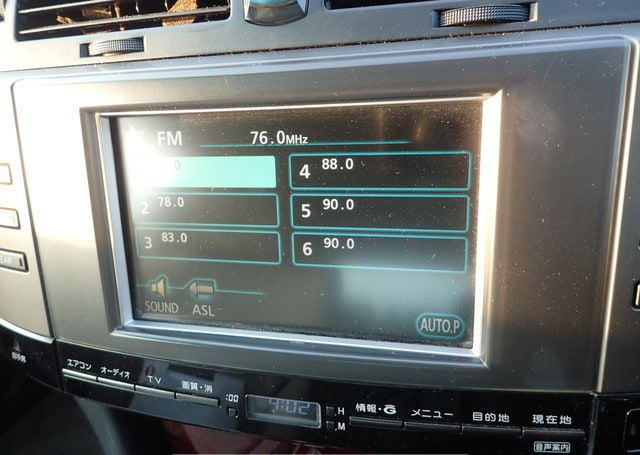 FM 76.0MHz
4 88.0
2 78.0
5 90.0
3 83.0
6 90.0
SOUND ASL
AUTO.P
エアコン オーディオ TV 画質・消 :00 9:02 H M 情報・G メニュー 目的地 現在地
音声案内